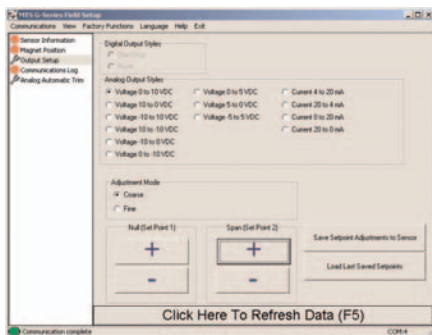 MTS G-Series Field Setup
Communications View Factory Functions Language Help Exit
Sensor Information
Magnet Position
Output Setup
Communications Log
Analog Automatic Trim
Digital Output Styles
Start/Stop
Analog Output Styles
Voltage 0 to 10 VDC
Voltage 10 to 0 VDC
Voltage -10 to 10 VDC
Voltage 10 to -10 VDC
Voltage -10 to 0 VDC
Voltage 0 to -10 VDC
Voltage 0 to 5 VDC
Voltage 5 to 0 VDC
Voltage -5 to 5 VDC
Current 4 to 20 mA
Current 20 to 4 mA
Current 0 to 20 mA
Current 20 to 0 mA
Adjustment Mode
Coarse
Fine
Null (Set Point 1)
+
-
Span (Set Point 2)
+
-
Save Setpoint Adjustments to Sensor
Load Last Saved Setpoints
Click Here To Refresh Data (F5)
Communication complete
COM:4